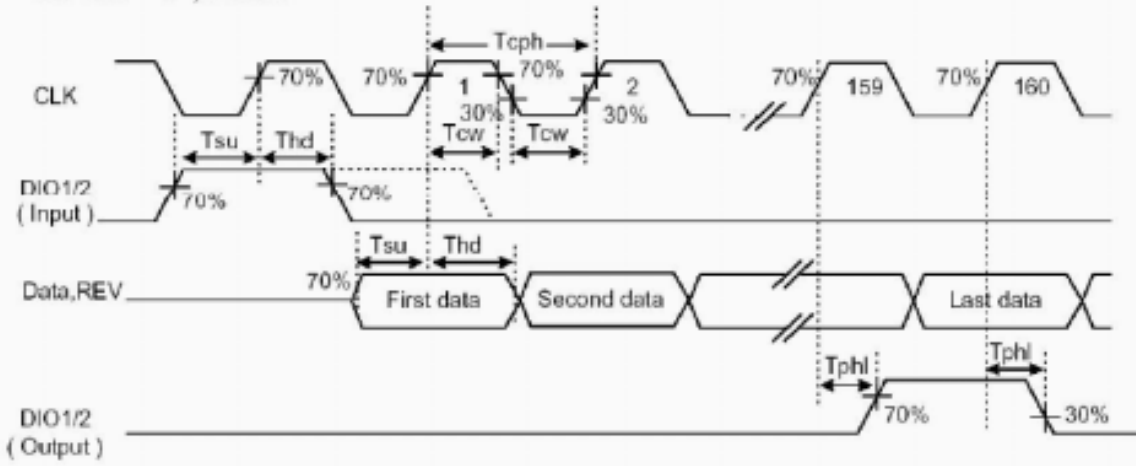 Tcph
70%
70%
1
70%
2
70%
159
70%
160
CLK
30%
30%
Tsu
Thd
Tcw
Tcw
DIO1/2
( Input )
70%
70%
Tsu
Thd
Data,REV
70%
First data
Second data
Last data
Tphl
Tphl
DIO1/2
( Output )
70%
30%